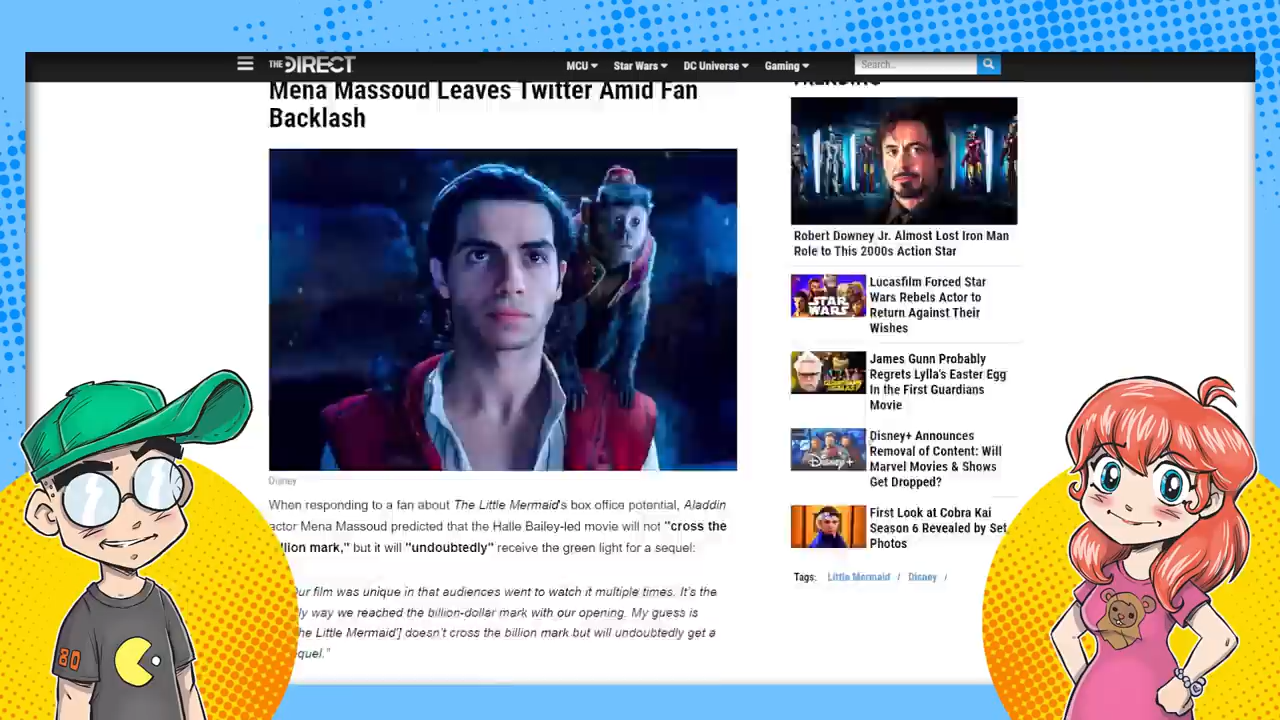 THE DIRECT
MCU
Star Wars
DC Universe
Gaming
Search...
Mena Massoud Leaves Twitter Amid Fan
Backlash
Disney
When responding to a fan about The Little Mermaid's box office potential, Aladdin
actor Mena Massoud predicted that the Halle Bailey-led movie will not "cross the
llion mark," but it will "undoubtedly" receive the green light for a sequel:
ur film was unique in that audiences went to watch it multiple times. It's the
ly way we reached the billion-dollar mark with our opening. My guess is
he Little Mermaid'] doesn't cross the billion mark but will undoubtedly get a
quel."
TRENDING
Robert Downey Jr. Almost Lost Iron Man
Role to This 2000s Action Star
STAR
WARS
Lucasfilm Forced Star
Wars Rebels Actor to
Return Against Their
Wishes
James Gunn Probably
Regrets Lylla's Easter Egg
In the First Guardians
Movie
Disney+
Disney+ Announces
Removal of Content: Will
Marvel Movies & Shows
Get Dropped?
First Look at Cobra Kai
Season 6 Revealed by Set
Photos
Tags: Little Mermaid / Disney /
80